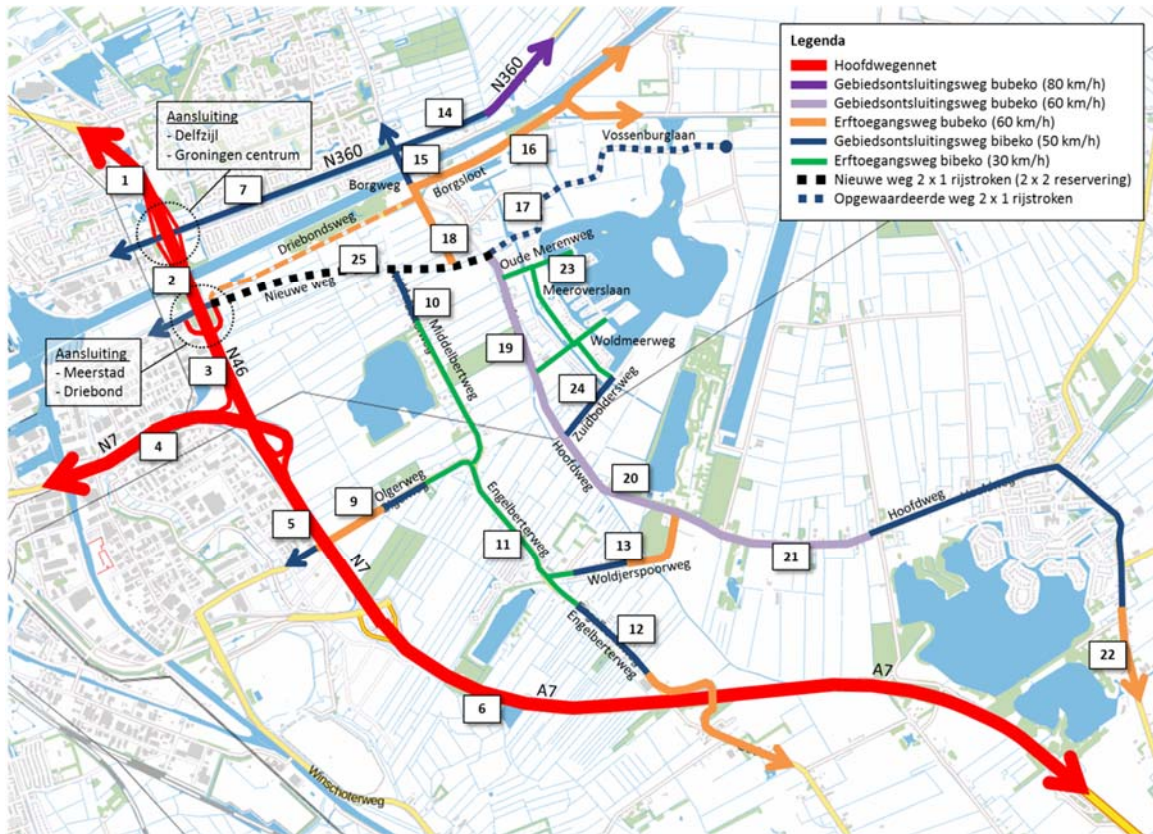 Legenda
Hoofdwegennet
Gebiedsontsluitingsweg bubeko (80 km/h)
Gebiedsontsluitingsweg bubeko (60 km/h)
Erftoegangsweg bubeko (60 km/h)
Gebiedsontsluitingsweg bibeko (50 km/h)
Erftoegangsweg bibeko (30 km/h)
Nieuwe weg 2 x 1 rijstroken (2 x 2 reservering)
Opgewaardeerde weg 2 x 1 rijstroken
N360
Aansluiting
- Delfzijl
- Groningen centrum
14
Vossenburglaan
1
N360
15
16
7
Borgweg
Borgsloot
17
Driebondsweg
18
Oude Merenweg
2
25
23
Nieuwe weg
10
Meeroverslaan
Aansluiting
- Meerstad
- Driebond
N46
3
Middelbertweg
19
Woldmeerweg
24
Zuidboldersweg
N7
4
Hoofdweg
20
9
Olgerweg
Hoofdweg
5
Engelberterweg
11
13
21
N7
Woldjerspoorweg
Engelberterweg
12
22
A7
A7
6
Winschoterweg